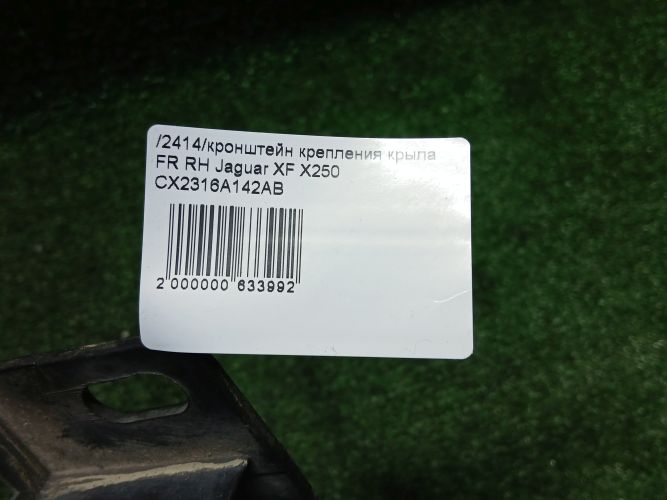 /2414/кронштейн крепления крыла
FR RH Jaguar XF X250
CX2316A142AB
2 000000 633992